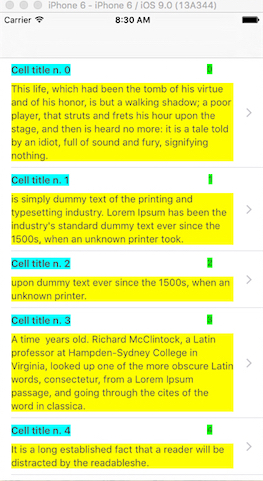 iPhone 6 - iPhone 6 / iOS 9.0 (13A344)
Carrier 8:30 AM
Cell title n. 0 0
This life, which had been the tomb of his virtue
and of his honor, is but a walking shadow; a poor
player, that struts and frets his hour upon the
stage, and then is heard no more: it is a tale told
by an idiot, full of sound and fury, signifying
nothing.
Cell title n. 1 1
is simply dummy text of the printing and
typesetting industry. Lorem Ipsum has been the
industry's standard dummy text ever since the
1500s, when an unknown printer took.
Cell title n. 2 2
upon dummy text ever since the 1500s, when an
unknown printer.
Cell title n. 3 3
A time  years old. Richard McClintock, a Latin
professor at Hampden-Sydney College in
Virginia, looked up one of the more obscure Latin
words, consectetur, from a Lorem Ipsum
passage, and going through the cites of the
word in classica.
Cell title n. 4 4
It is a long established fact that a reader will be
distracted by the readableshe.